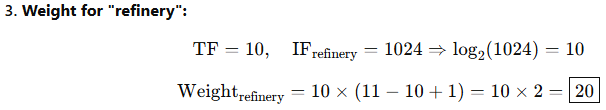 3. Weight for "refinery":
TF = 10, IF_refinery = 1024 ⇒ log₂(1024) = 10
Weight_refinery = 10 × (11 − 10 + 1) = 10 × 2 = 20